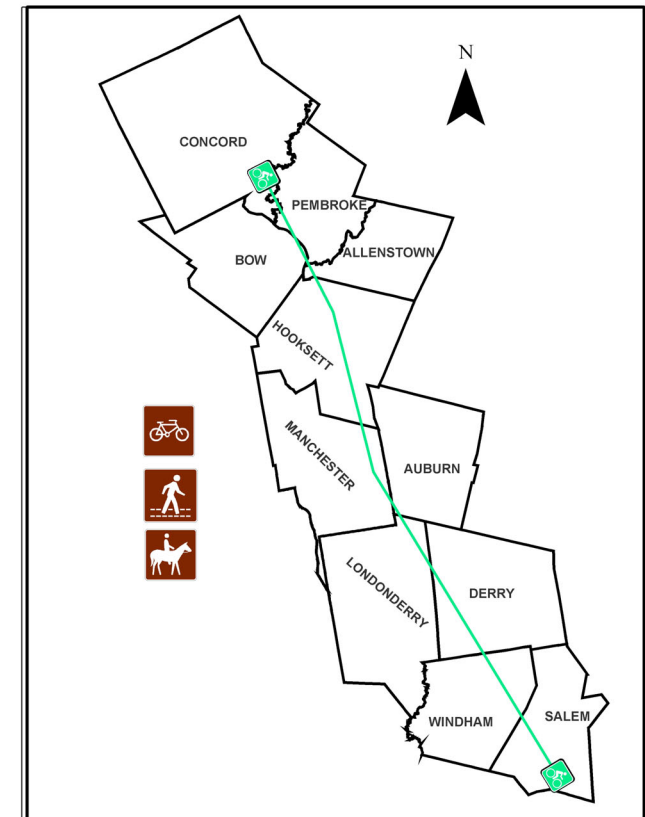 N
CONCORD
PEMBROKE
ALLENSTOWN
BOW
HOOKSETT
MANCHESTER
AUBURN
LONDONDERRY
DERRY
WINDHAM
SALEM